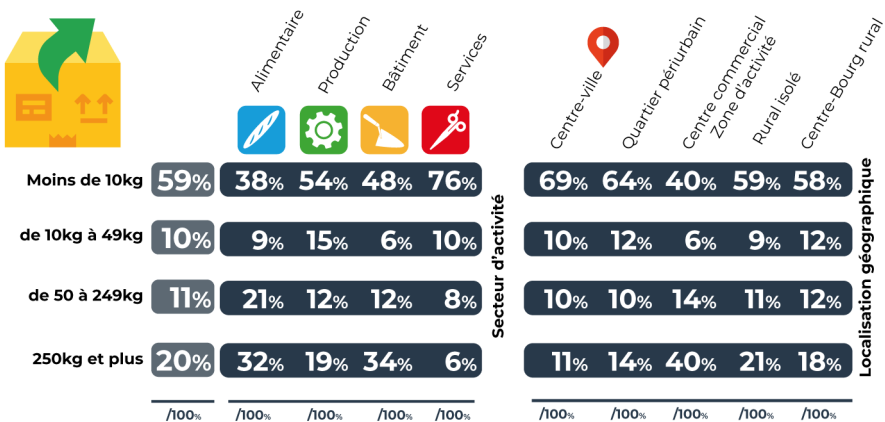 Alimentaire
Production
Bâtiment
Services
Centre-ville
Quartier périurbain
Centre commercial
Zone d'activité
Rural isolé
Centre-Bourg rural
Moins de 10kg 59% 38% 54% 48% 76% 69% 64% 40% 59% 58%
de 10kg à 49kg 10% 9% 15% 6% 10% 10% 12% 6% 9% 12%
de 50 à 249kg 11% 21% 12% 12% 8% 10% 10% 14% 11% 12%
250kg et plus 20% 32% 19% 34% 6% 11% 14% 40% 21% 18%
/100% /100% /100% /100% /100% /100% /100% /100% /100% /100%
Secteur d'activité
Localisation géographique